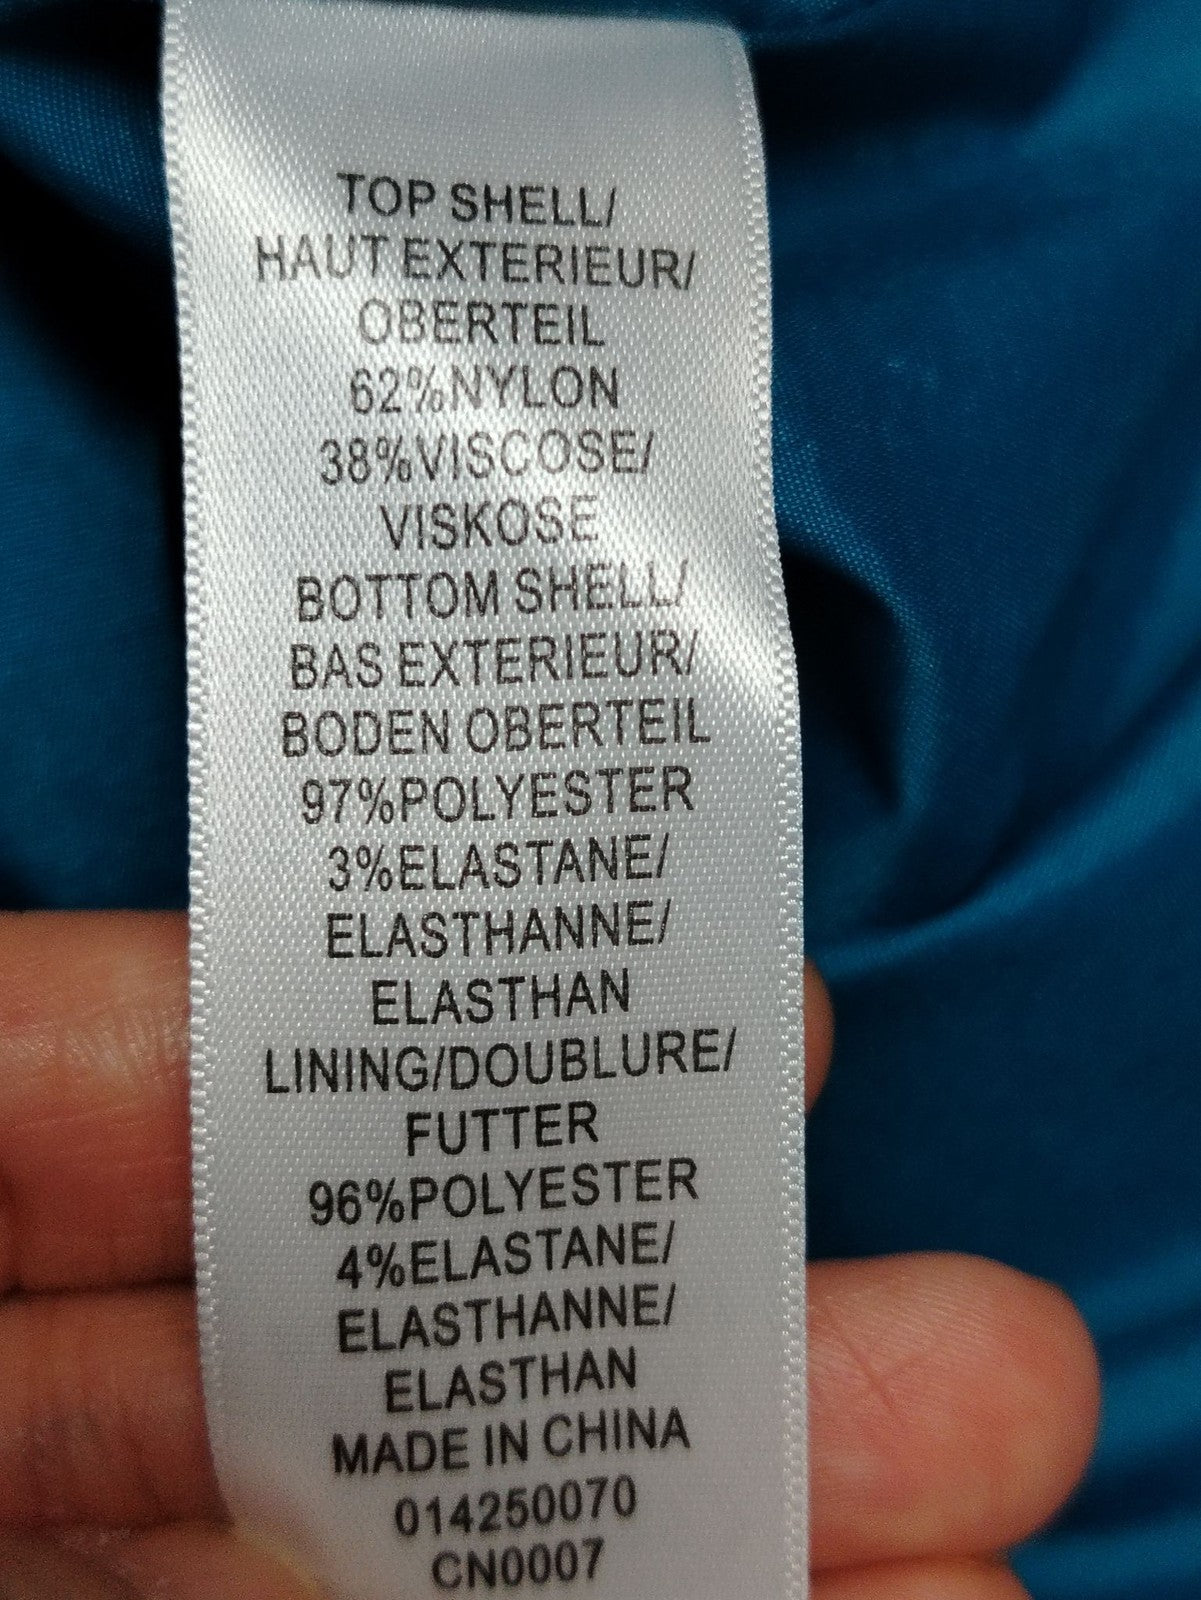 TOP SHELL/
HAUT EXTERIEUR/
OBERTEIL
62%NYLON
38%VISCOSE/
VISKOSE
BOTTOM SHELL/
BAS EXTERIEUR/
BODEN OBERTEIL
97%POLYESTER
3%ELASTANE/
ELASTHANNE/
ELASTHAN
LINING/DOUBLURE/
FUTTER
96%POLYESTER
4%ELASTANE/
ELASTHANNE/
ELASTHAN
MADE IN CHINA
014250070
CN0007